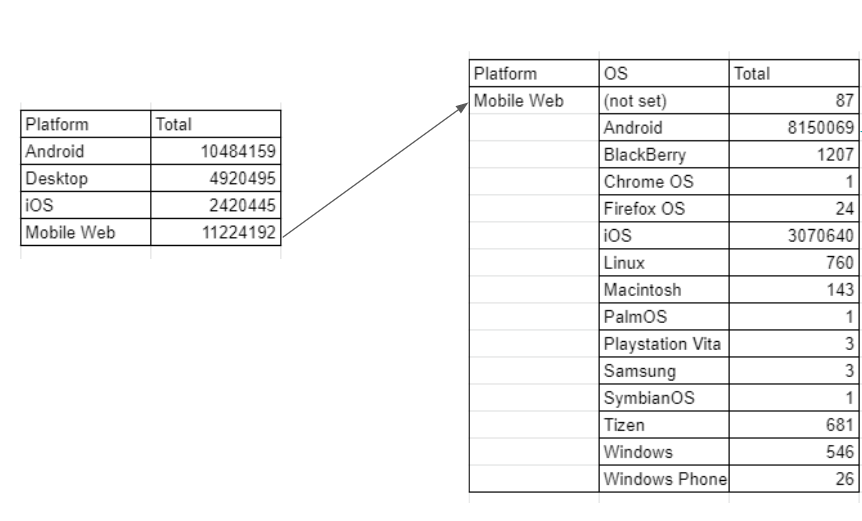 Platform Total
Android 10484159
Desktop 4920495
iOS 2420445
Mobile Web 11224192
Platform OS Total
Mobile Web (not set) 87
Android 8150069
BlackBerry 1207
Chrome OS 1
Firefox OS 24
iOS 3070640
Linux 760
Macintosh 143
PalmOS 1
Playstation Vita 3
Samsung 3
SymbianOS 1
Tizen 681
Windows 546
Windows Phone 26